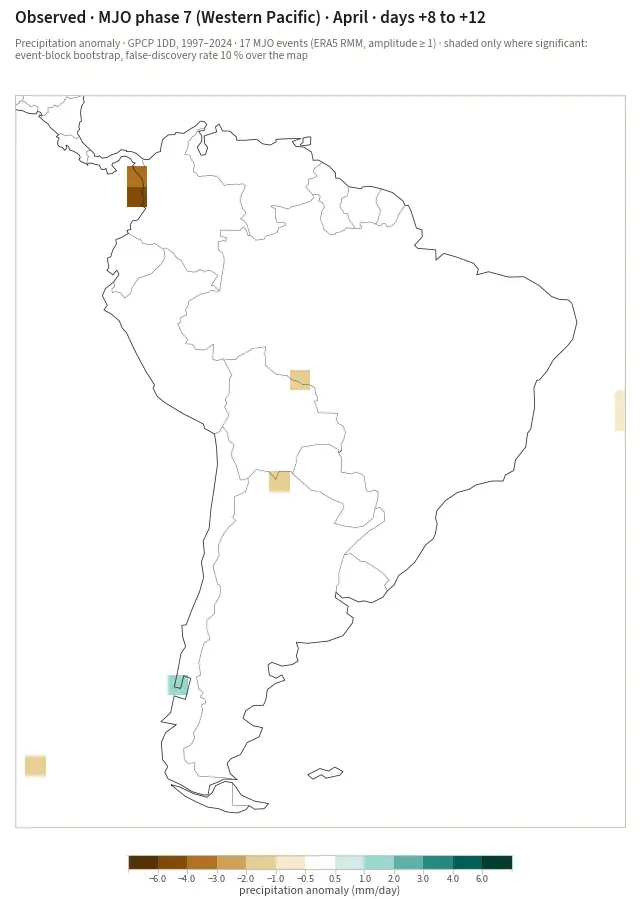 Observed · MJO phase 7 (Western Pacific) · April · days +8 to +12
Precipitation anomaly · GPCP 1DD, 1997–2024 · 17 MJO events (ERA5 RMM, amplitude ≥ 1) · shaded only where significant:
event-block bootstrap, false-discovery rate 10 % over the map
−6.0 −4.0 −3.0 −2.0 −1.0 −0.5 0.5 1.0 2.0 3.0 4.0 6.0
precipitation anomaly (mm/day)